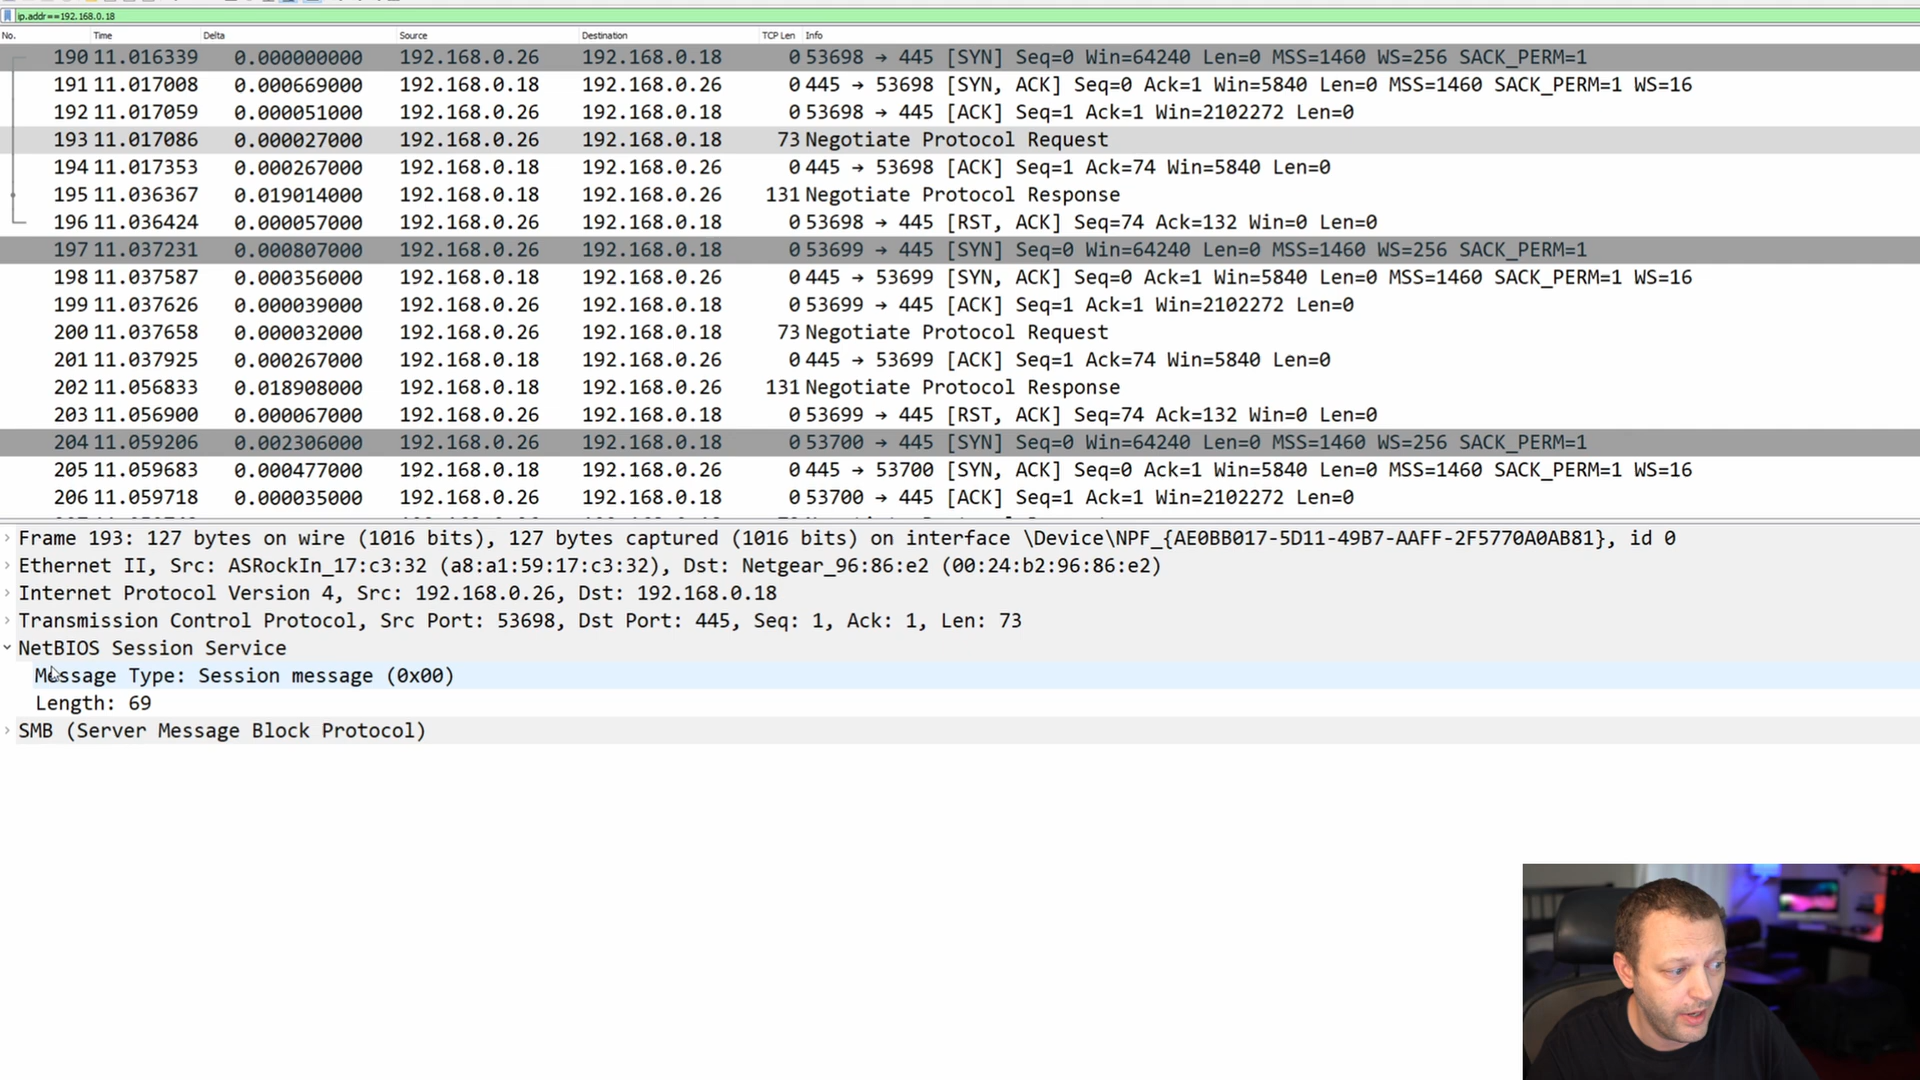 ip.addr==192.168.0.18
No. Time Delta Source Destination TCP Len Info
190 11.016339 0.000000000 192.168.0.26 192.168.0.18 0 53698 → 445 [SYN] Seq=0 Win=64240 Len=0 MSS=1460 WS=256 SACK_PERM=1
191 11.017008 0.000669000 192.168.0.18 192.168.0.26 0 445 → 53698 [SYN, ACK] Seq=0 Ack=1 Win=5840 Len=0 MSS=1460 SACK_PERM=1 WS=16
192 11.017059 0.000051000 192.168.0.26 192.168.0.18 0 53698 → 445 [ACK] Seq=1 Ack=1 Win=2102272 Len=0
193 11.017086 0.000027000 192.168.0.26 192.168.0.18 73 Negotiate Protocol Request
194 11.017353 0.000267000 192.168.0.18 192.168.0.26 0 445 → 53698 [ACK] Seq=1 Ack=74 Win=5840 Len=0
195 11.036367 0.019014000 192.168.0.18 192.168.0.26 131 Negotiate Protocol Response
196 11.036424 0.000057000 192.168.0.26 192.168.0.18 0 53698 → 445 [RST, ACK] Seq=74 Ack=132 Win=0 Len=0
197 11.037231 0.000807000 192.168.0.26 192.168.0.18 0 53699 → 445 [SYN] Seq=0 Win=64240 Len=0 MSS=1460 WS=256 SACK_PERM=1
198 11.037587 0.000356000 192.168.0.18 192.168.0.26 0 445 → 53699 [SYN, ACK] Seq=0 Ack=1 Win=5840 Len=0 MSS=1460 SACK_PERM=1 WS=16
199 11.037626 0.000039000 192.168.0.26 192.168.0.18 0 53699 → 445 [ACK] Seq=1 Ack=1 Win=2102272 Len=0
200 11.037658 0.000032000 192.168.0.26 192.168.0.18 73 Negotiate Protocol Request
201 11.037925 0.000267000 192.168.0.18 192.168.0.26 0 445 → 53699 [ACK] Seq=1 Ack=74 Win=5840 Len=0
202 11.056833 0.018908000 192.168.0.18 192.168.0.26 131 Negotiate Protocol Response
203 11.056900 0.000067000 192.168.0.26 192.168.0.18 0 53699 → 445 [RST, ACK] Seq=74 Ack=132 Win=0 Len=0
204 11.059206 0.002306000 192.168.0.26 192.168.0.18 0 53700 → 445 [SYN] Seq=0 Win=64240 Len=0 MSS=1460 WS=256 SACK_PERM=1
205 11.059683 0.000477000 192.168.0.18 192.168.0.26 0 445 → 53700 [SYN, ACK] Seq=0 Ack=1 Win=5840 Len=0 MSS=1460 SACK_PERM=1 WS=16
206 11.059718 0.000035000 192.168.0.26 192.168.0.18 0 53700 → 445 [ACK] Seq=1 Ack=1 Win=2102272 Len=0
Frame 193: 127 bytes on wire (1016 bits), 127 bytes captured (1016 bits) on interface \Device\NPF_{AE0BB017-5D11-49B7-AAFF-2F5770A0AB81}, id 0
Ethernet II, Src: ASRockIn_17:c3:32 (a8:a1:59:17:c3:32), Dst: Netgear_96:86:e2 (00:24:b2:96:86:e2)
Internet Protocol Version 4, Src: 192.168.0.26, Dst: 192.168.0.18
Transmission Control Protocol, Src Port: 53698, Dst Port: 445, Seq: 1, Ack: 1, Len: 73
NetBIOS Session Service
Message Type: Session message (0x00)
Length: 69
SMB (Server Message Block Protocol)